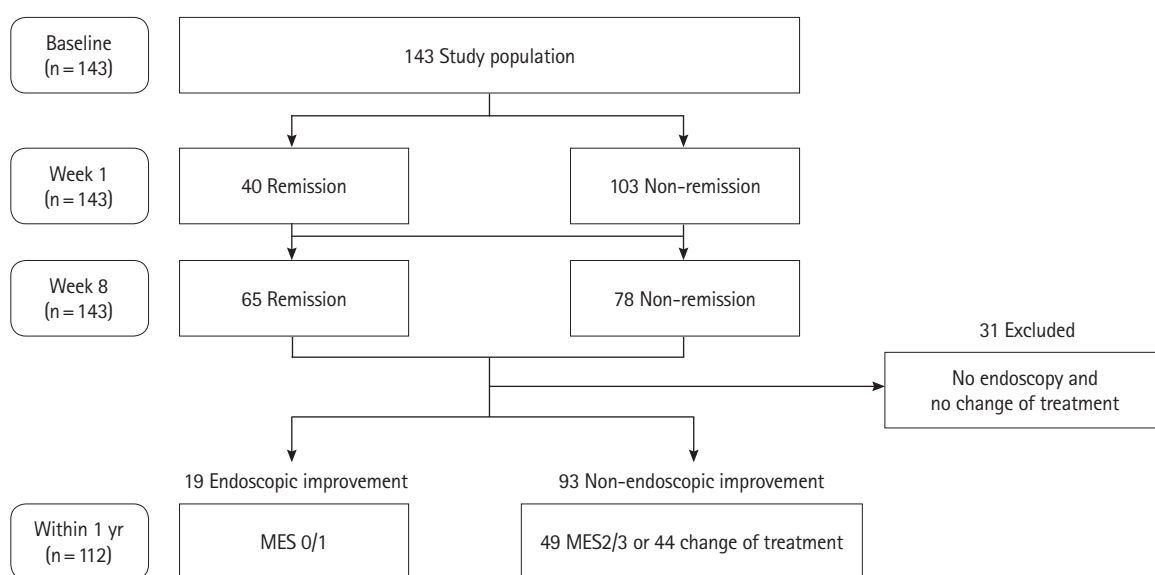 Baseline
(n = 143)
143 Study population
Week 1
(n = 143)
40 Remission
103 Non-remission
Week 8
(n = 143)
65 Remission
78 Non-remission
31 Excluded
No endoscopy and
no change of treatment
19 Endoscopic improvement
93 Non-endoscopic improvement
Within 1 yr
(n = 112)
MES 0/1
49 MES2/3 or 44 change of treatment